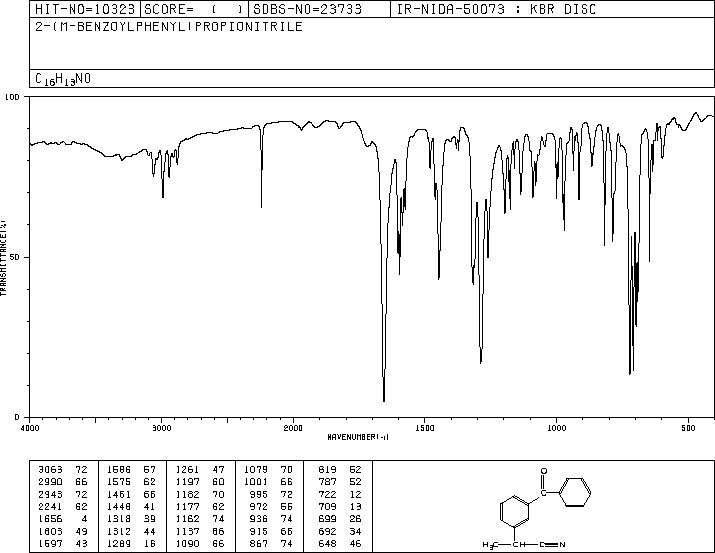 HIT-NO=10323 SCORE= ( ) SDBS-NO=23733 IR-NIDA-50073 : KBR DISC
2-(M-BENZOYLPHENYL)PROPIONITRILE
C16H13NO
100
50
0
TRANSMITTANCE(%)
4000 3000 2000 1500 1000 500
WAVENUMBER(-1)
3063 72 1586 57 1261 47 1079 70 819 52
2990 66 1575 62 1197 60 1001 66 787 52
2943 72 1461 66 1182 70 995 72 722 12
2241 62 1448 41 1177 62 972 56 709 13
1656 4 1318 39 1162 74 936 74 699 26
1603 49 1312 44 1137 66 915 66 692 34
1597 43 1289 16 1090 66 867 74 648 46
O
H3C CH C N